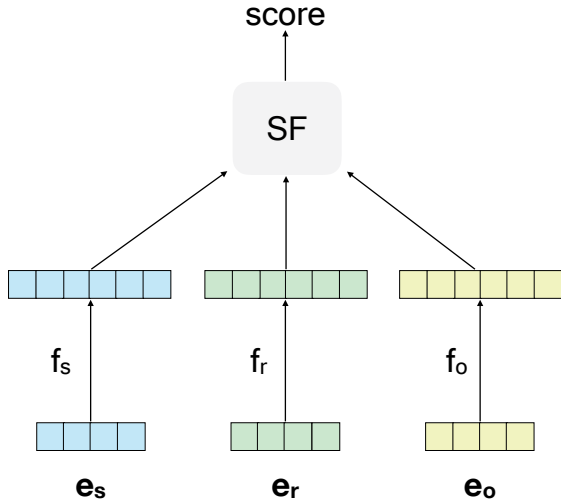 score
SF
fₛ fᵣ fₒ
eₛ eᵣ eₒ